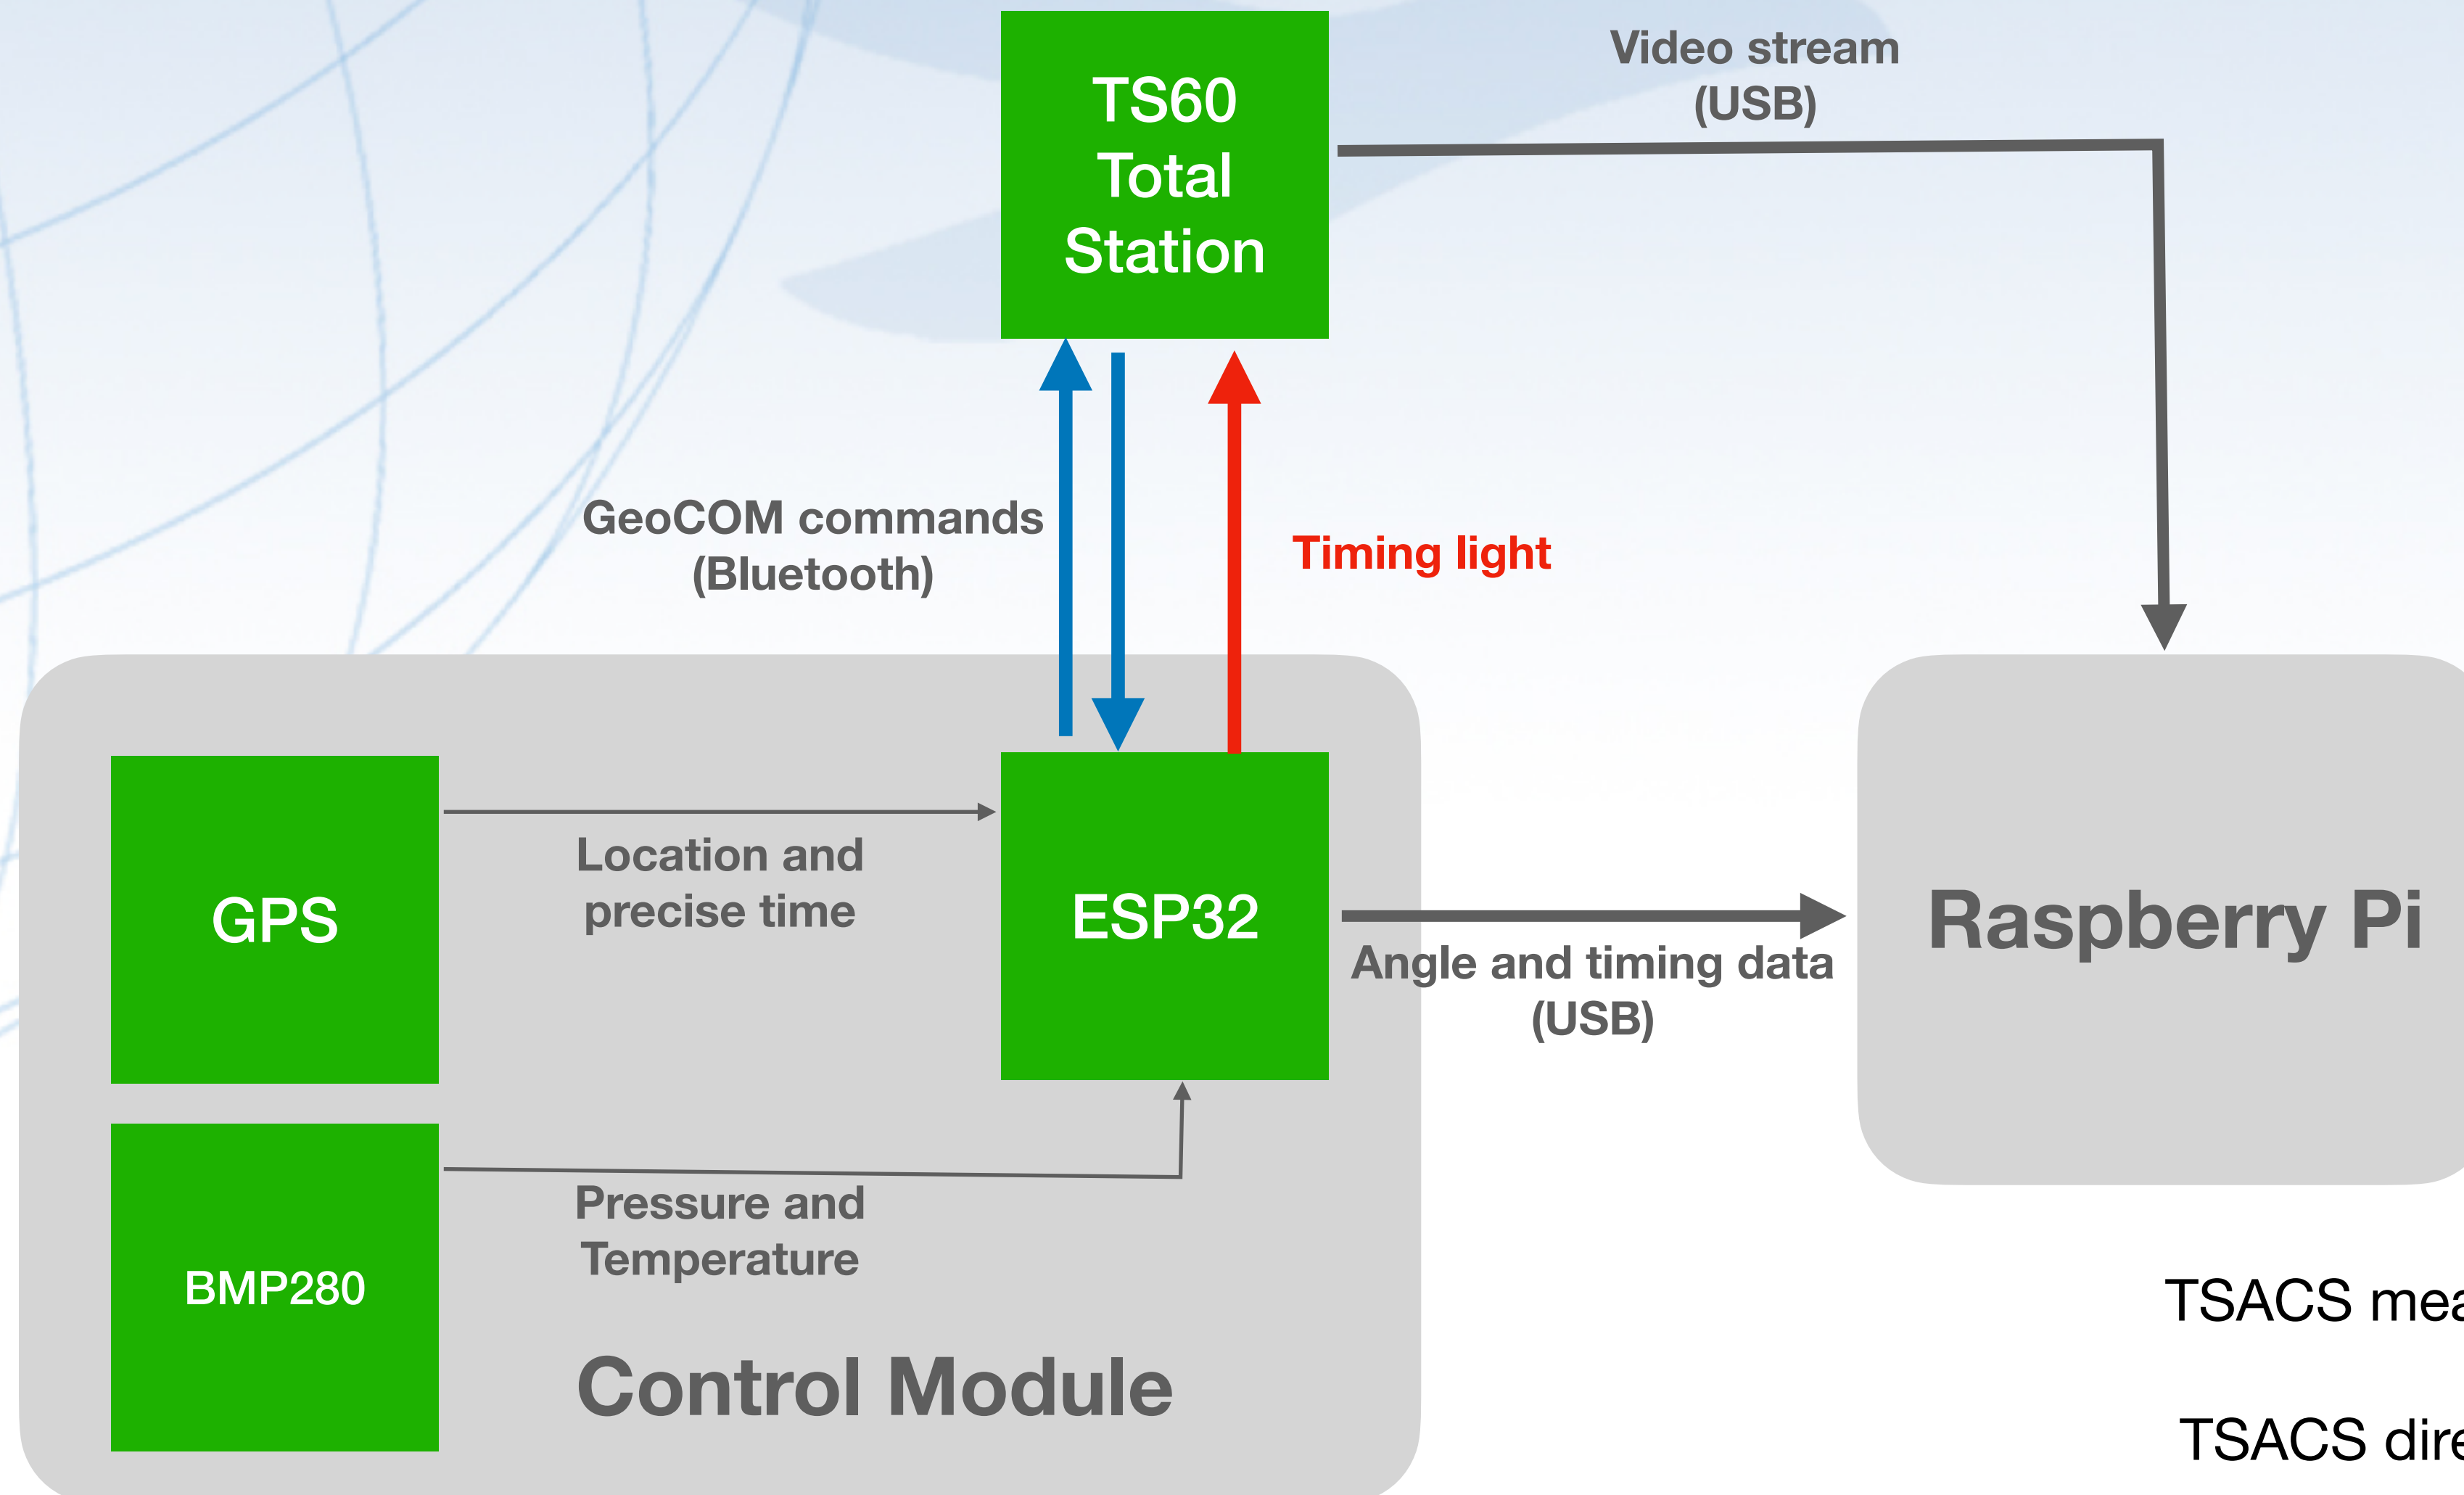 TS60
Total
Station
Video stream
(USB)
GeoCOM commands
(Bluetooth)
Timing light
GPS
Location and
precise time
ESP32
Angle and timing data
(USB)
Raspberry Pi
BMP280
Pressure and
Temperature
Control Module
TSACS
TSACS